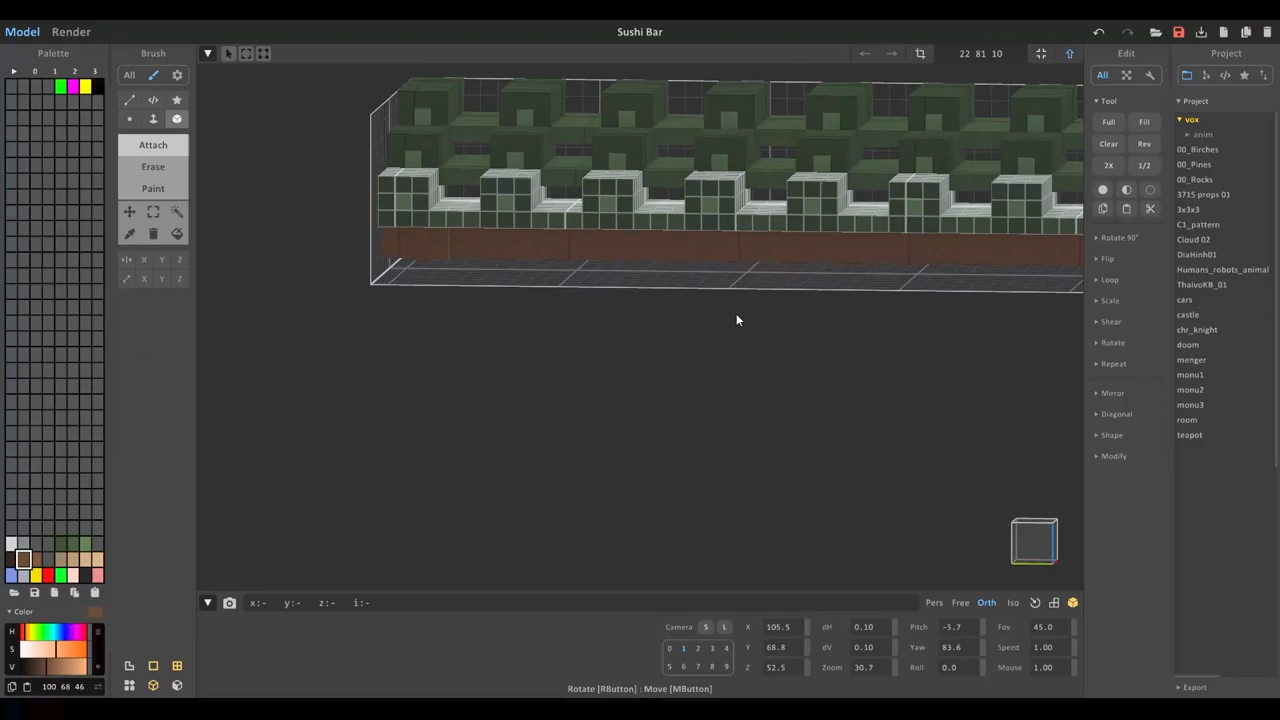 Model Render
Sushi Bar
Palette
Brush
22 81 10
Edit
Project
0 1 2 3
All
All
Tool
Project
Full Fill
vox
anim
Clear Rev
00_Birches
Attach
2X 1/2
00_Pines
Erase
00_Rocks
Paint
3715 props 01
3x3x3
C1_pattern
Rotate 90°
Cloud 02
Flip
DiaHinh01
X Y Z
Humans_robots_animal
X Y Z
Loop
ThaivoKB_01
Scale
cars
castle
Shear
chr_knight
Rotate
doom
Repeat
menger
monu1
Mirror
monu2
Diagonal
monu3
room
Shape
teapot
Modify
x:- y:- z:- i:-
Pers Free Orth Iso
Color
Camera S L X 105.5 dH 0.10 Pitch -5.7 Fov 45.0
H
S
V
0 1 2 3 4 Y 68.8 dV 0.10 Yaw 83.6 Speed 1.00
5 6 7 8 9 Z 52.5 Zoom 30.7 Roll 0.0 Mouse 1.00
100 68 46
Rotate [RButton] : Move [MButton]
Export